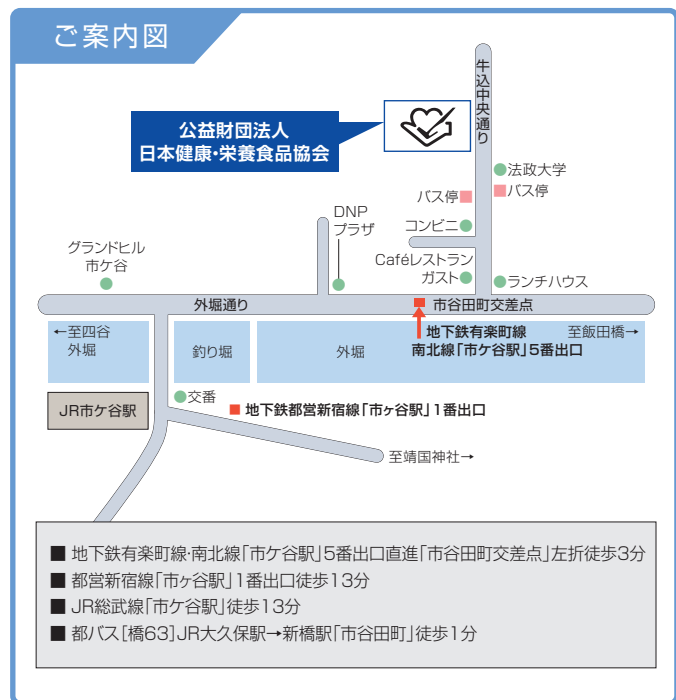 ご案内図
牛込中央通り
公益財団法人
日本健康・栄養食品協会
法政大学
バス停
バス停
コンビニ
DNP
プラザ
グランドヒル
市ケ谷
Caféレストラン
ガスト
ランチハウス
外堀通り
市谷田町交差点
←至四谷
外堀
釣り堀
外堀
地下鉄有楽町線
南北線「市ケ谷駅」5番出口
至飯田橋→
JR市ケ谷駅
交番
地下鉄都営新宿線「市ヶ谷駅」1番出口
至靖国神社→
■ 地下鉄有楽町線・南北線「市ケ谷駅」5番出口直進「市谷田町交差点」左折徒歩3分
■ 都営新宿線「市ヶ谷駅」1番出口徒歩13分
■ JR総武線「市ケ谷駅」徒歩13分
■ 都バス[橋63]JR大久保駅→新橋駅「市谷田町」徒歩1分